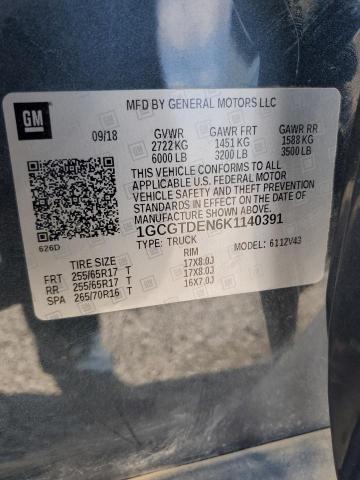 GM
MFD BY GENERAL MOTORS LLC
09/18 GVWR GAWR FRT GAWR RR
2722 KG 1451 KG 1588 KG
6000 LB 3200 LB 3500 LB
THIS VEHICLE CONFORMS TO ALL
APPLICABLE U.S. FEDERAL MOTOR
VEHICLE SAFETY AND THEFT
PREVENTION STANDARDS IN
EFFECT ON THE DATE OF
MANUFACTURE SHOWN ABOVE.
1GCGTDEN6K1140391
626D TYPE: TRUCK 6112V43
TIRE SIZE RIM
FRT 255/65R17 T 17X8.0J
RR 255/65R17 T 17X8.0J
SPA 265/70R16 T 16X7.0J